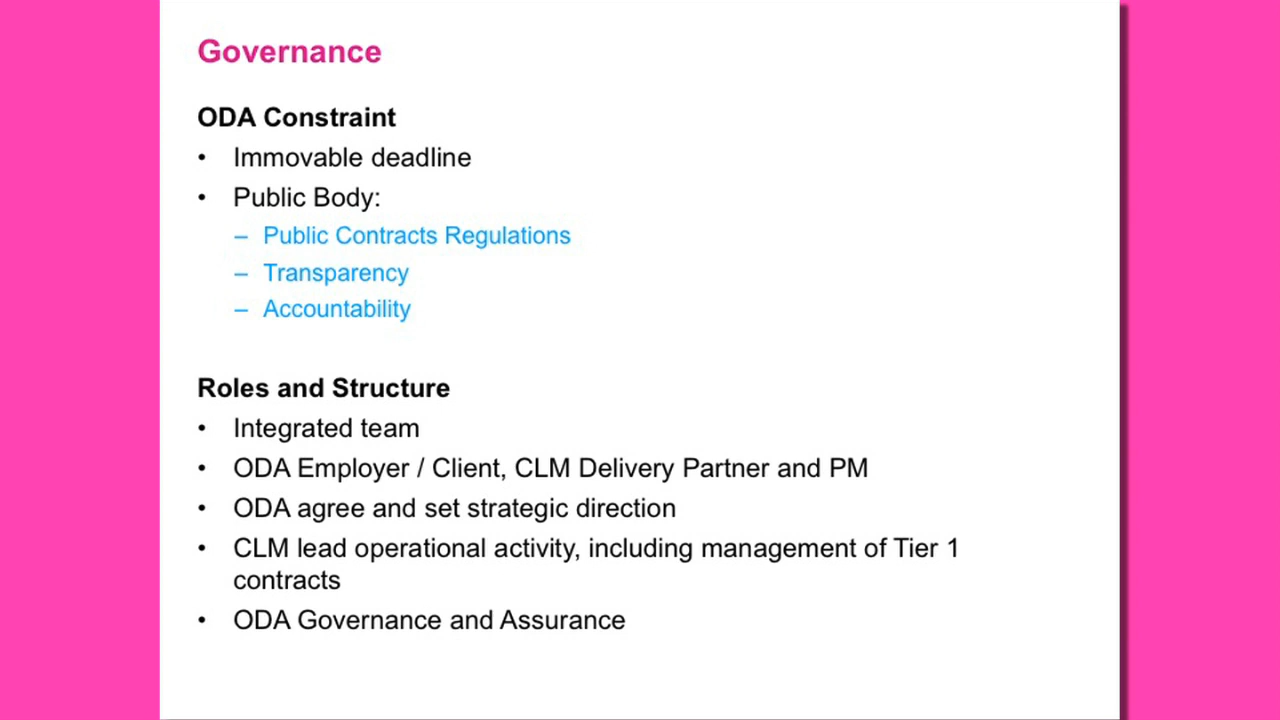 Governance
ODA Constraint
• Immovable deadline
• Public Body:
– Public Contracts Regulations
– Transparency
– Accountability
Roles and Structure
• Integrated team
• ODA Employer / Client, CLM Delivery Partner and PM
• ODA agree and set strategic direction
• CLM lead operational activity, including management of Tier 1
contracts
• ODA Governance and Assurance